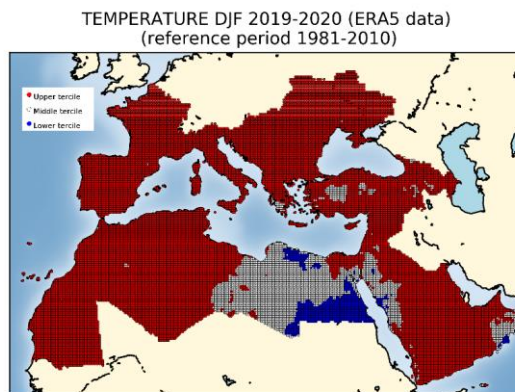 TEMPERATURE DJF 2019-2020 (ERA5 data)
(reference period 1981-2010)
Upper tercile
Middle tercile
Lower tercile